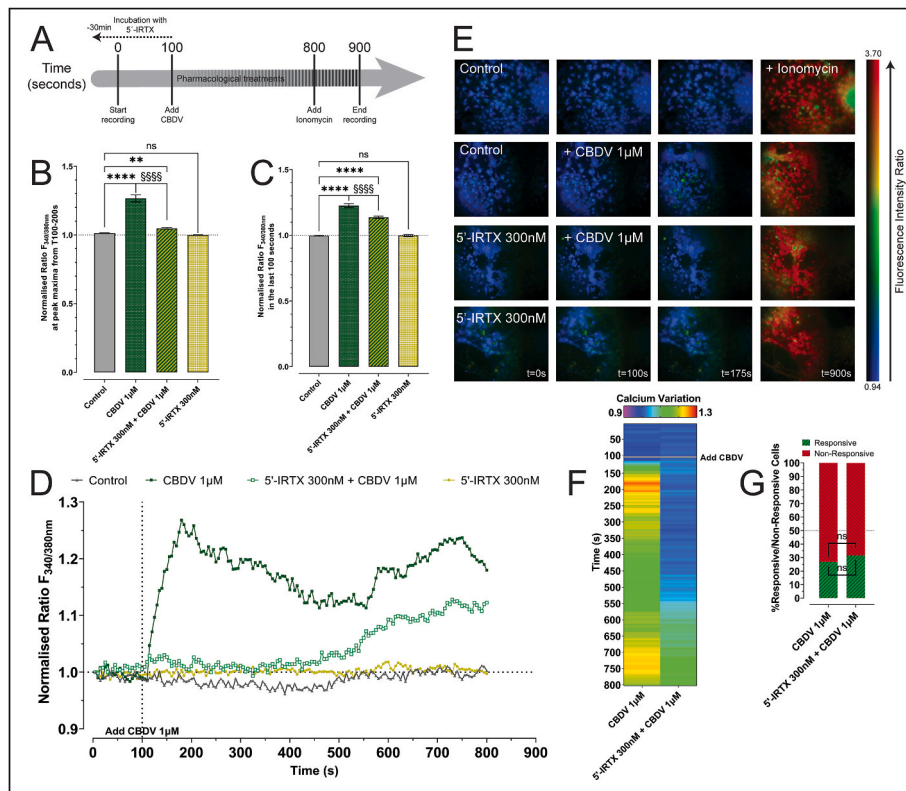 A
-30min
Incubation with
5'-IRTX
0
100
800
900
Time
(seconds)
Pharmacological treatments
Start
recording
Add
CBDV
Add
Ionomycin
End
recording
B
Normalised Ratio F340/380nm
at peak maxima from T100-200s
1.5
1.0
0.5
0.0
ns
**
**** §§§§
Control
CBDV 1µM
5'-IRTX 300nM + CBDV 1µM
5'-IRTX 300nM
C
Normalised Ratio F340/380nm
in the last 100 seconds
1.5
1.0
0.5
0.0
ns
****
**** §§§§
Control
CBDV 1µM
5'-IRTX 300nM + CBDV 1µM
5'-IRTX 300nM
D
Control
CBDV 1µM
5'-IRTX 300nM + CBDV 1µM
5'-IRTX 300nM
Normalised Ratio F340/380nm
1.3
1.2
1.1
1.0
0.9
Add CBDV 1µM
0 100 200 300 400 500 600 700 800 900
Time (s)
E
Control
+ Ionomycin
Control
+ CBDV 1µM
5'-IRTX 300nM
+ CBDV 1µM
5'-IRTX 300nM
t=0s
t=100s
t=175s
t=900s
3.70
Fluorescence Intensity Ratio
0.94
F
Calcium Variation
0.9
1.3
Add CBDV
Time (s)
50
100
150
200
250
300
350
400
450
500
550
600
650
700
750
800
CBDV 1µM
5'-IRTX 300nM + CBDV 1µM
G
Responsive
Non-Responsive
%Responsive/Non-Responsive Cells
100
90
80
70
60
50
40
30
20
10
0
ns
ns
CBDV 1µM
5'-IRTX 300nM + CBDV 1µM